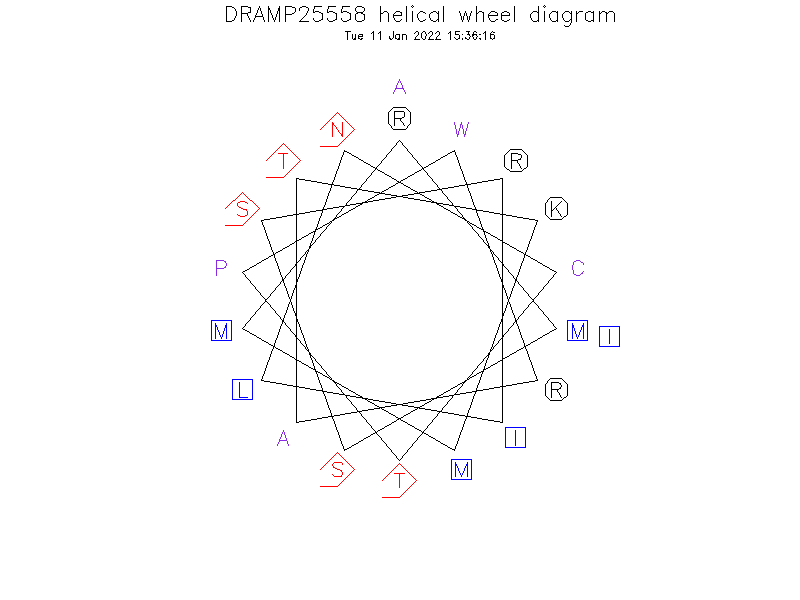 DRAMP25558 helical wheel diagram
Tue 11 Jan 2022 15:36:16
A
R
N W
T R
S K
P C
M M I
L R
A I
S M
T